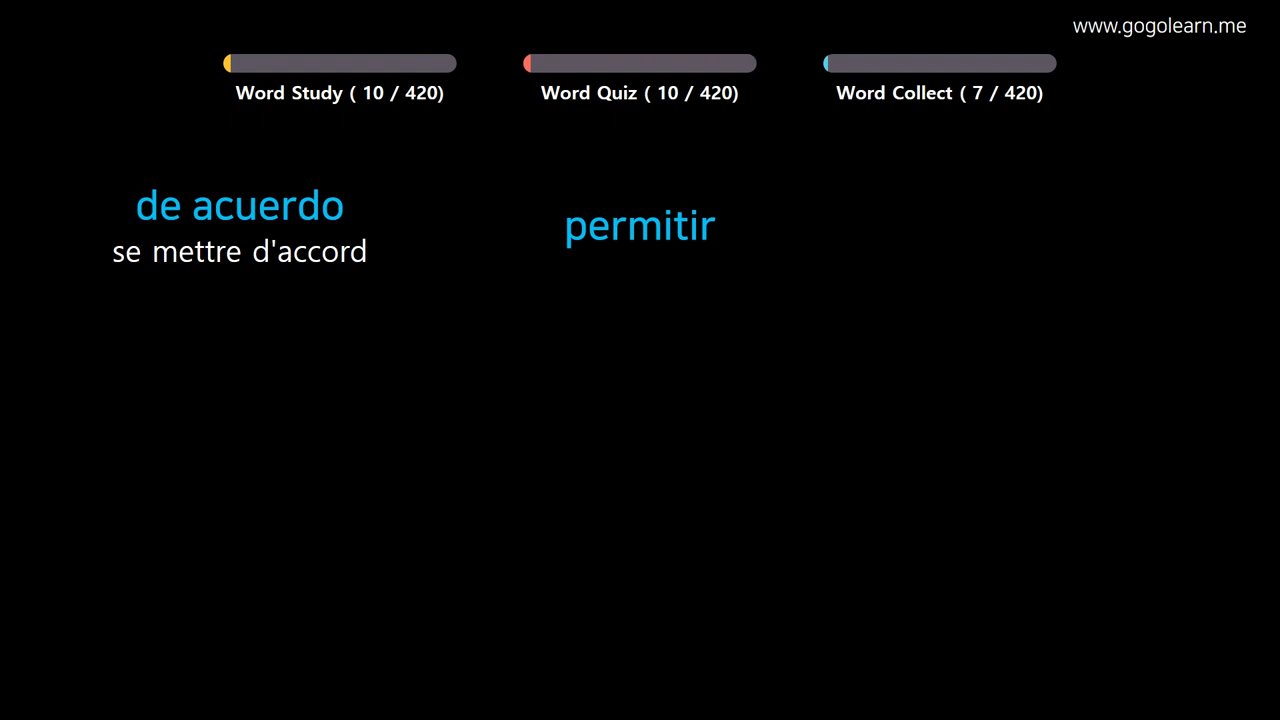 www.gogolearn.me
Word Study ( 10 / 420)
Word Quiz ( 10 / 420)
Word Collect ( 7 / 420)
de acuerdo
se mettre d'accord
permitir